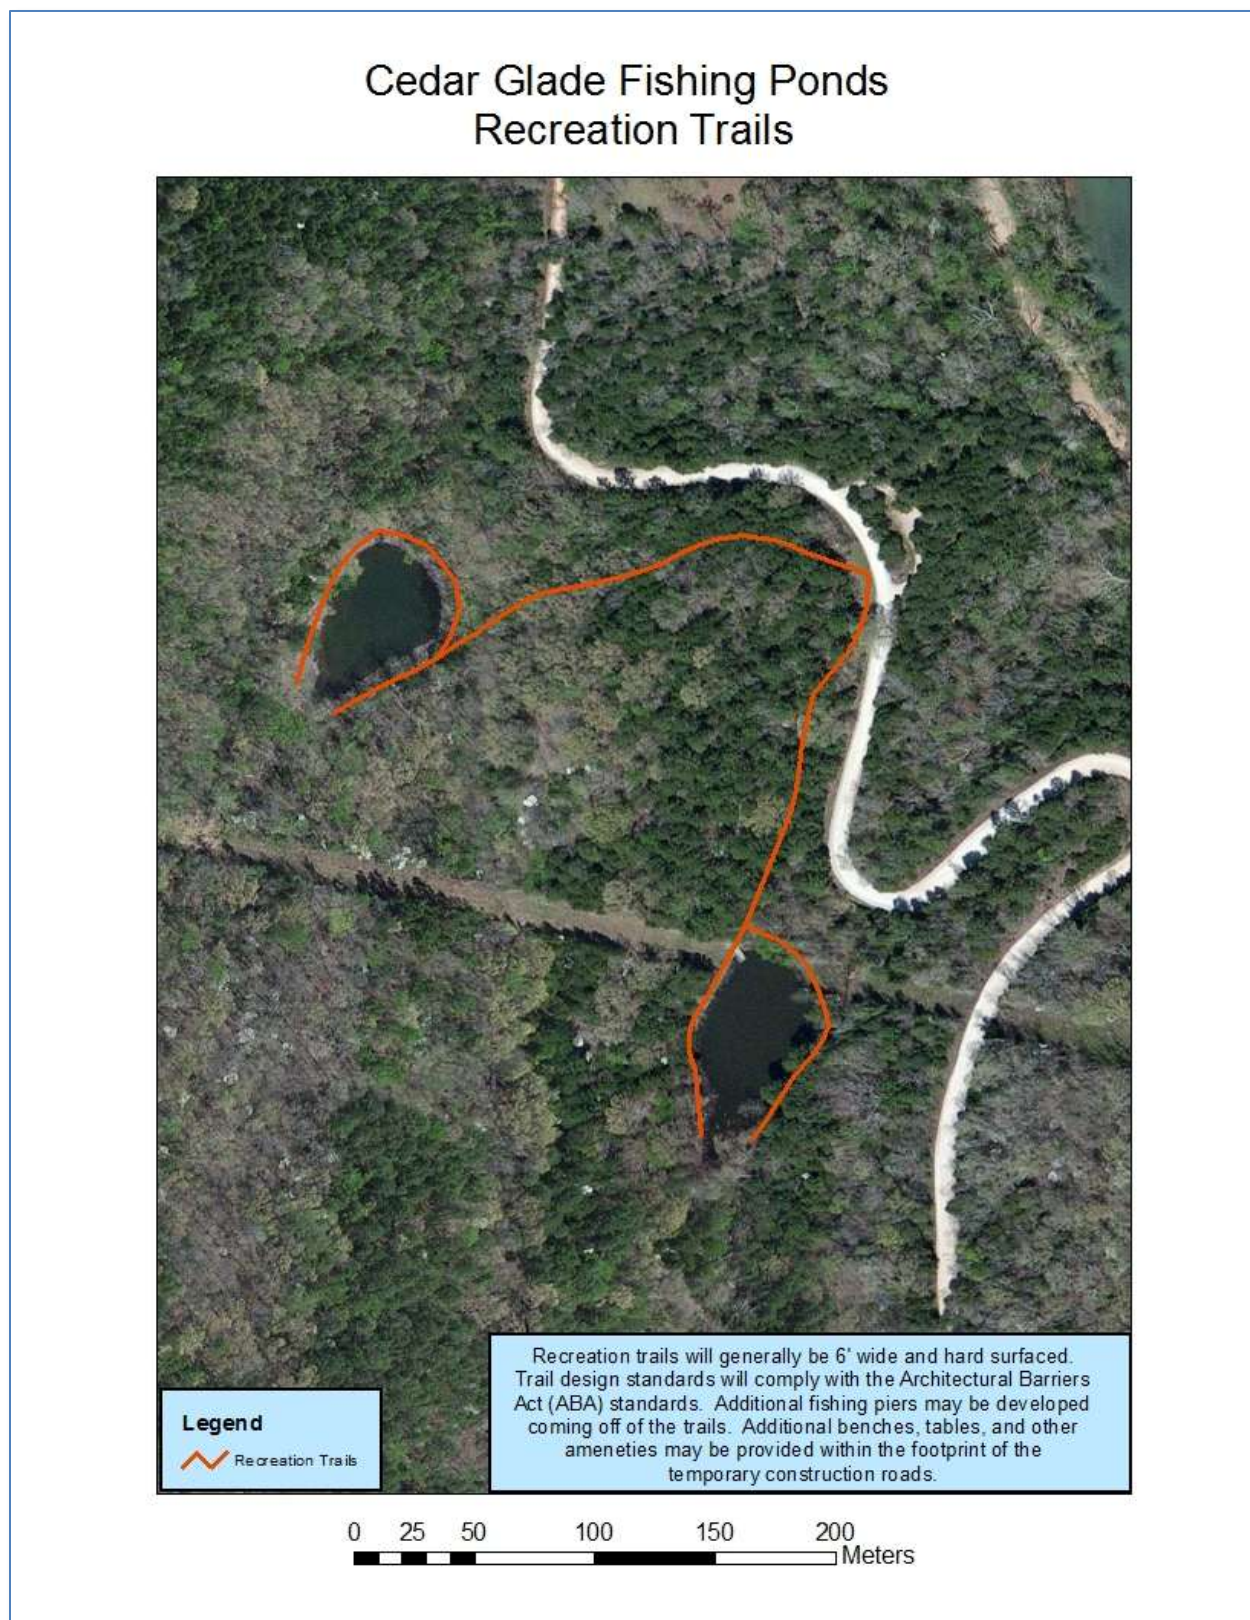 Cedar Glade Fishing Ponds
Recreation Trails
Recreation trails will generally be 6' wide and hard surfaced.
Trail design standards will comply with the Architectural Barriers
Act (ABA) standards.  Additional fishing piers may be developed
coming off of the trails.  Additional benches, tables, and other
ameneties may be provided within the footprint of the
temporary construction roads.
Legend
Recreation Trails
0 25 50 100 150 200
Meters